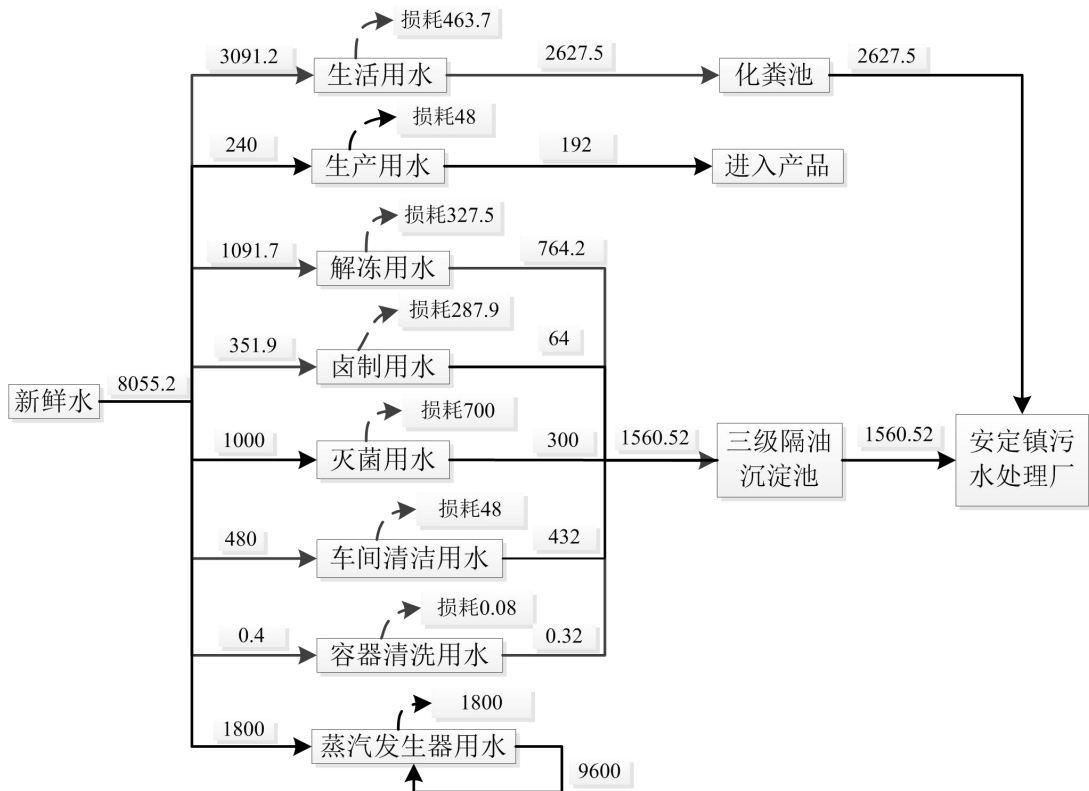 损耗463.7
3091.2
生活用水
2627.5
化粪池
2627.5
损耗48
240
生产用水
192
进入产品
损耗327.5
1091.7
解冻用水
764.2
损耗287.9
351.9
卤制用水
64
新鲜水
8055.2
损耗700
1000
灭菌用水
300
1560.52
三级隔油
沉淀池
1560.52
安定镇污
水处理厂
损耗48
480
车间清洁用水
432
损耗0.08
0.4
容器清洗用水
0.32
1800
1800
蒸汽发生器用水
9600